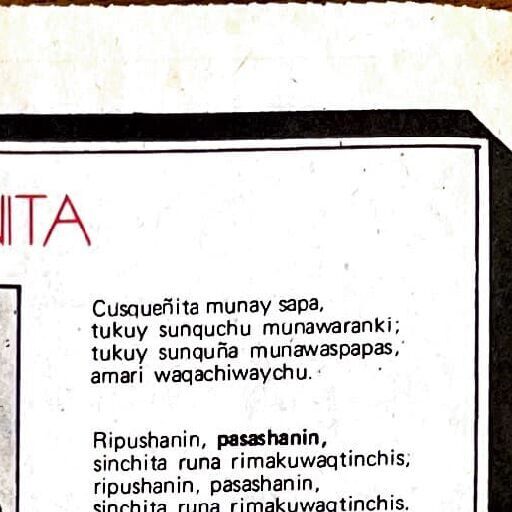 NITA
Cusqueñita munay sapa,
tukuy sunquchu munawaranki;
tukuy sunquña munawaspapas,
amari waqachiwaychu.
Ripushanin, pasashanin,
sinchita runa rimakuwaqtinchis;
ripushanin, pasashanin,
sinchita runa rimakuwaqtinchis.